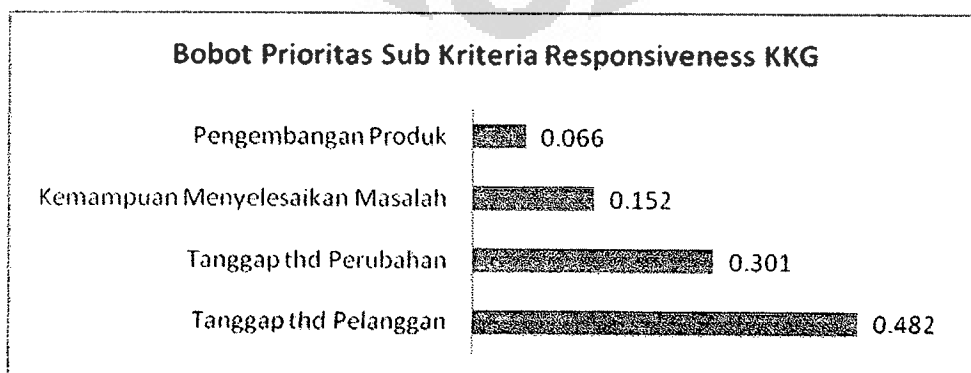 Bobot Prioritas Sub Kriteria Responsiveness KKG
Pengembangan Produk 0.066
Kemampuan Menyelesaikan Masalah 0.152
Tanggap thd Perubahan 0.301
Tanggap thd Pelanggan 0.482